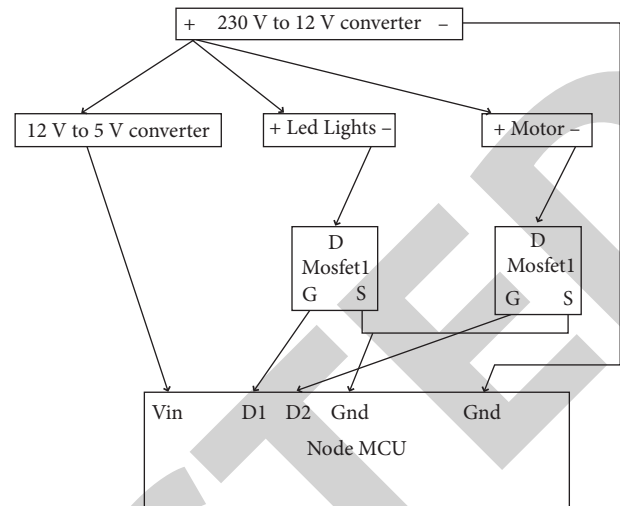 + 230 V to 12 V converter –
12 V to 5 V converter
+ Led Lights –
+ Motor –
D
Mosfet1
G S
D
Mosfet1
G S
Vin D1 D2 Gnd Gnd
Node MCU